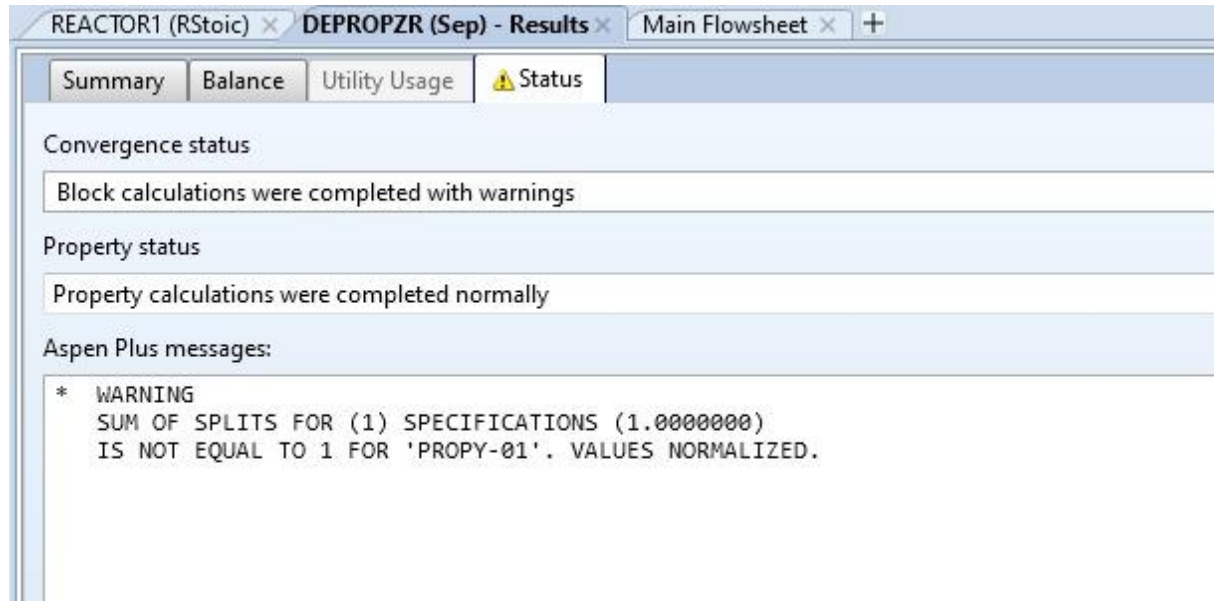 REACTOR1 (RStoic) × DEPROPZR (Sep) - Results × Main Flowsheet × +
Summary Balance Utility Usage Status
Convergence status
Block calculations were completed with warnings
Property status
Property calculations were completed normally
Aspen Plus messages:
* WARNING
SUM OF SPLITS FOR (1) SPECIFICATIONS (1.0000000)
IS NOT EQUAL TO 1 FOR 'PROPY-01'. VALUES NORMALIZED.